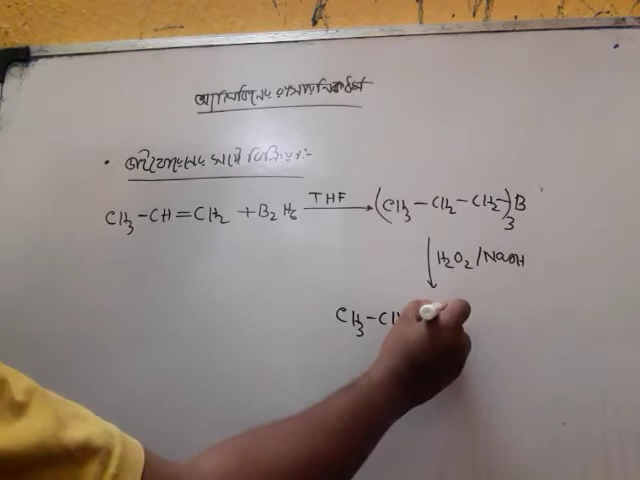 অ্যালকিনের রাসায়নিক ধর্ম
• ডাইবোরেনের সাথে বিক্রিয়া:-
CH₃-CH=CH₂ + B₂H₆ THF → (CH₃-CH₂-CH₂)₃B
↓ H₂O₂/NaOH
CH₃-CH